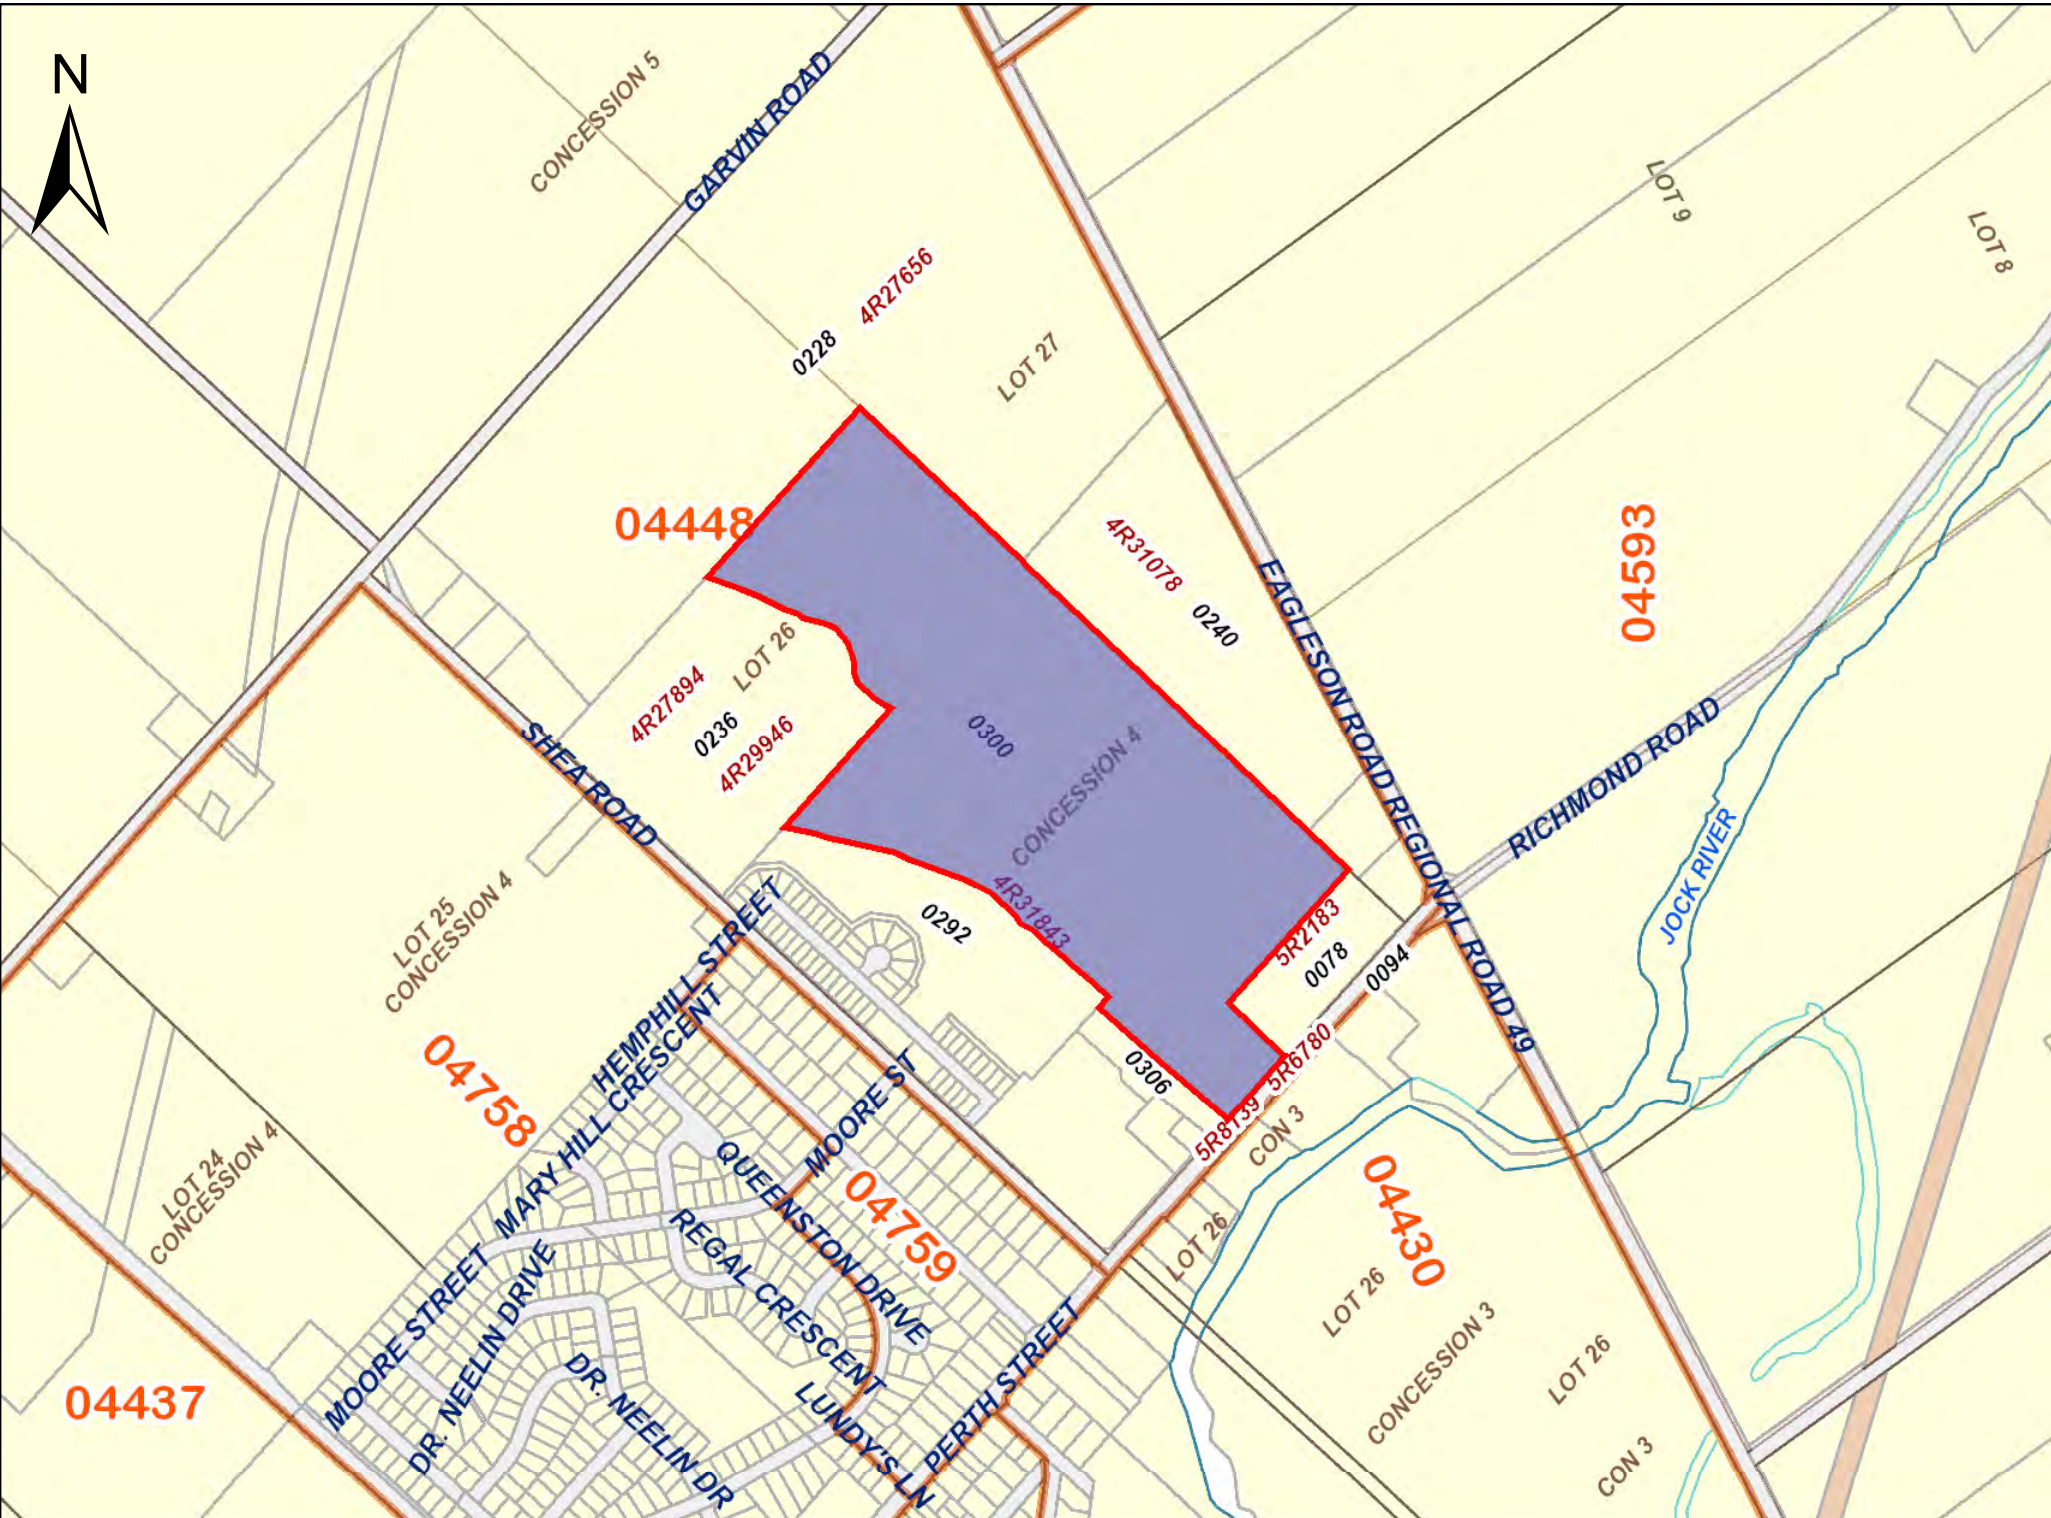 N
CONCESSION 5
GARVIN ROAD
LOT 9
LOT 8
4R27656
0228
LOT 27
04448
4R31078
0240
04593
EAGLESON ROAD REGIONAL ROAD 49
LOT 26
4R27894
0236
4R29946
0300
CONCESSION 4
SHEA ROAD
RICHMOND ROAD
JOCK RIVER
4R31843
0292
5R2183
0078
0094
LOT 25
CONCESSION 4
HEMPHILL STREET
MARY HILL CRESCENT
04758
0306
5R6780
5R8139
CON 3
MOORE ST
QUEENSTON DRIVE
04759
04430
LOT 24
CONCESSION 4
REGAL CRESCENT
LOT 26
LOT 26
CONCESSION 3
LOT 26
CON 3
MOORE STREET
DR. NEELIN DRIVE
DR. NEELIN DR
LUNDY'S LN
PERTH STREET
04437